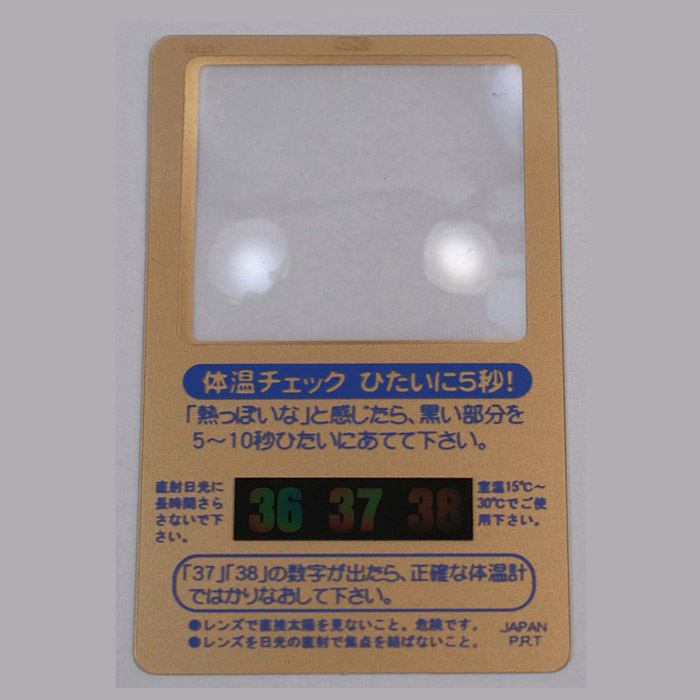 体温チェック ひたいに5秒!
「熱っぽいな」と感じたら、黒い部分を
5〜10秒ひたいにあてて下さい。
直射日光に
長時間さら
さないで下
さい。
36 37 38
室温15℃〜
30℃でご使
用下さい。
「37」「38」の数字が出たら、正確な体温計
ではかりなおして下さい。
●レンズで直接太陽を見ないこと。危険です。
●レンズを日光の直射で焦点を結ばないこと。
JAPAN
P.R.T